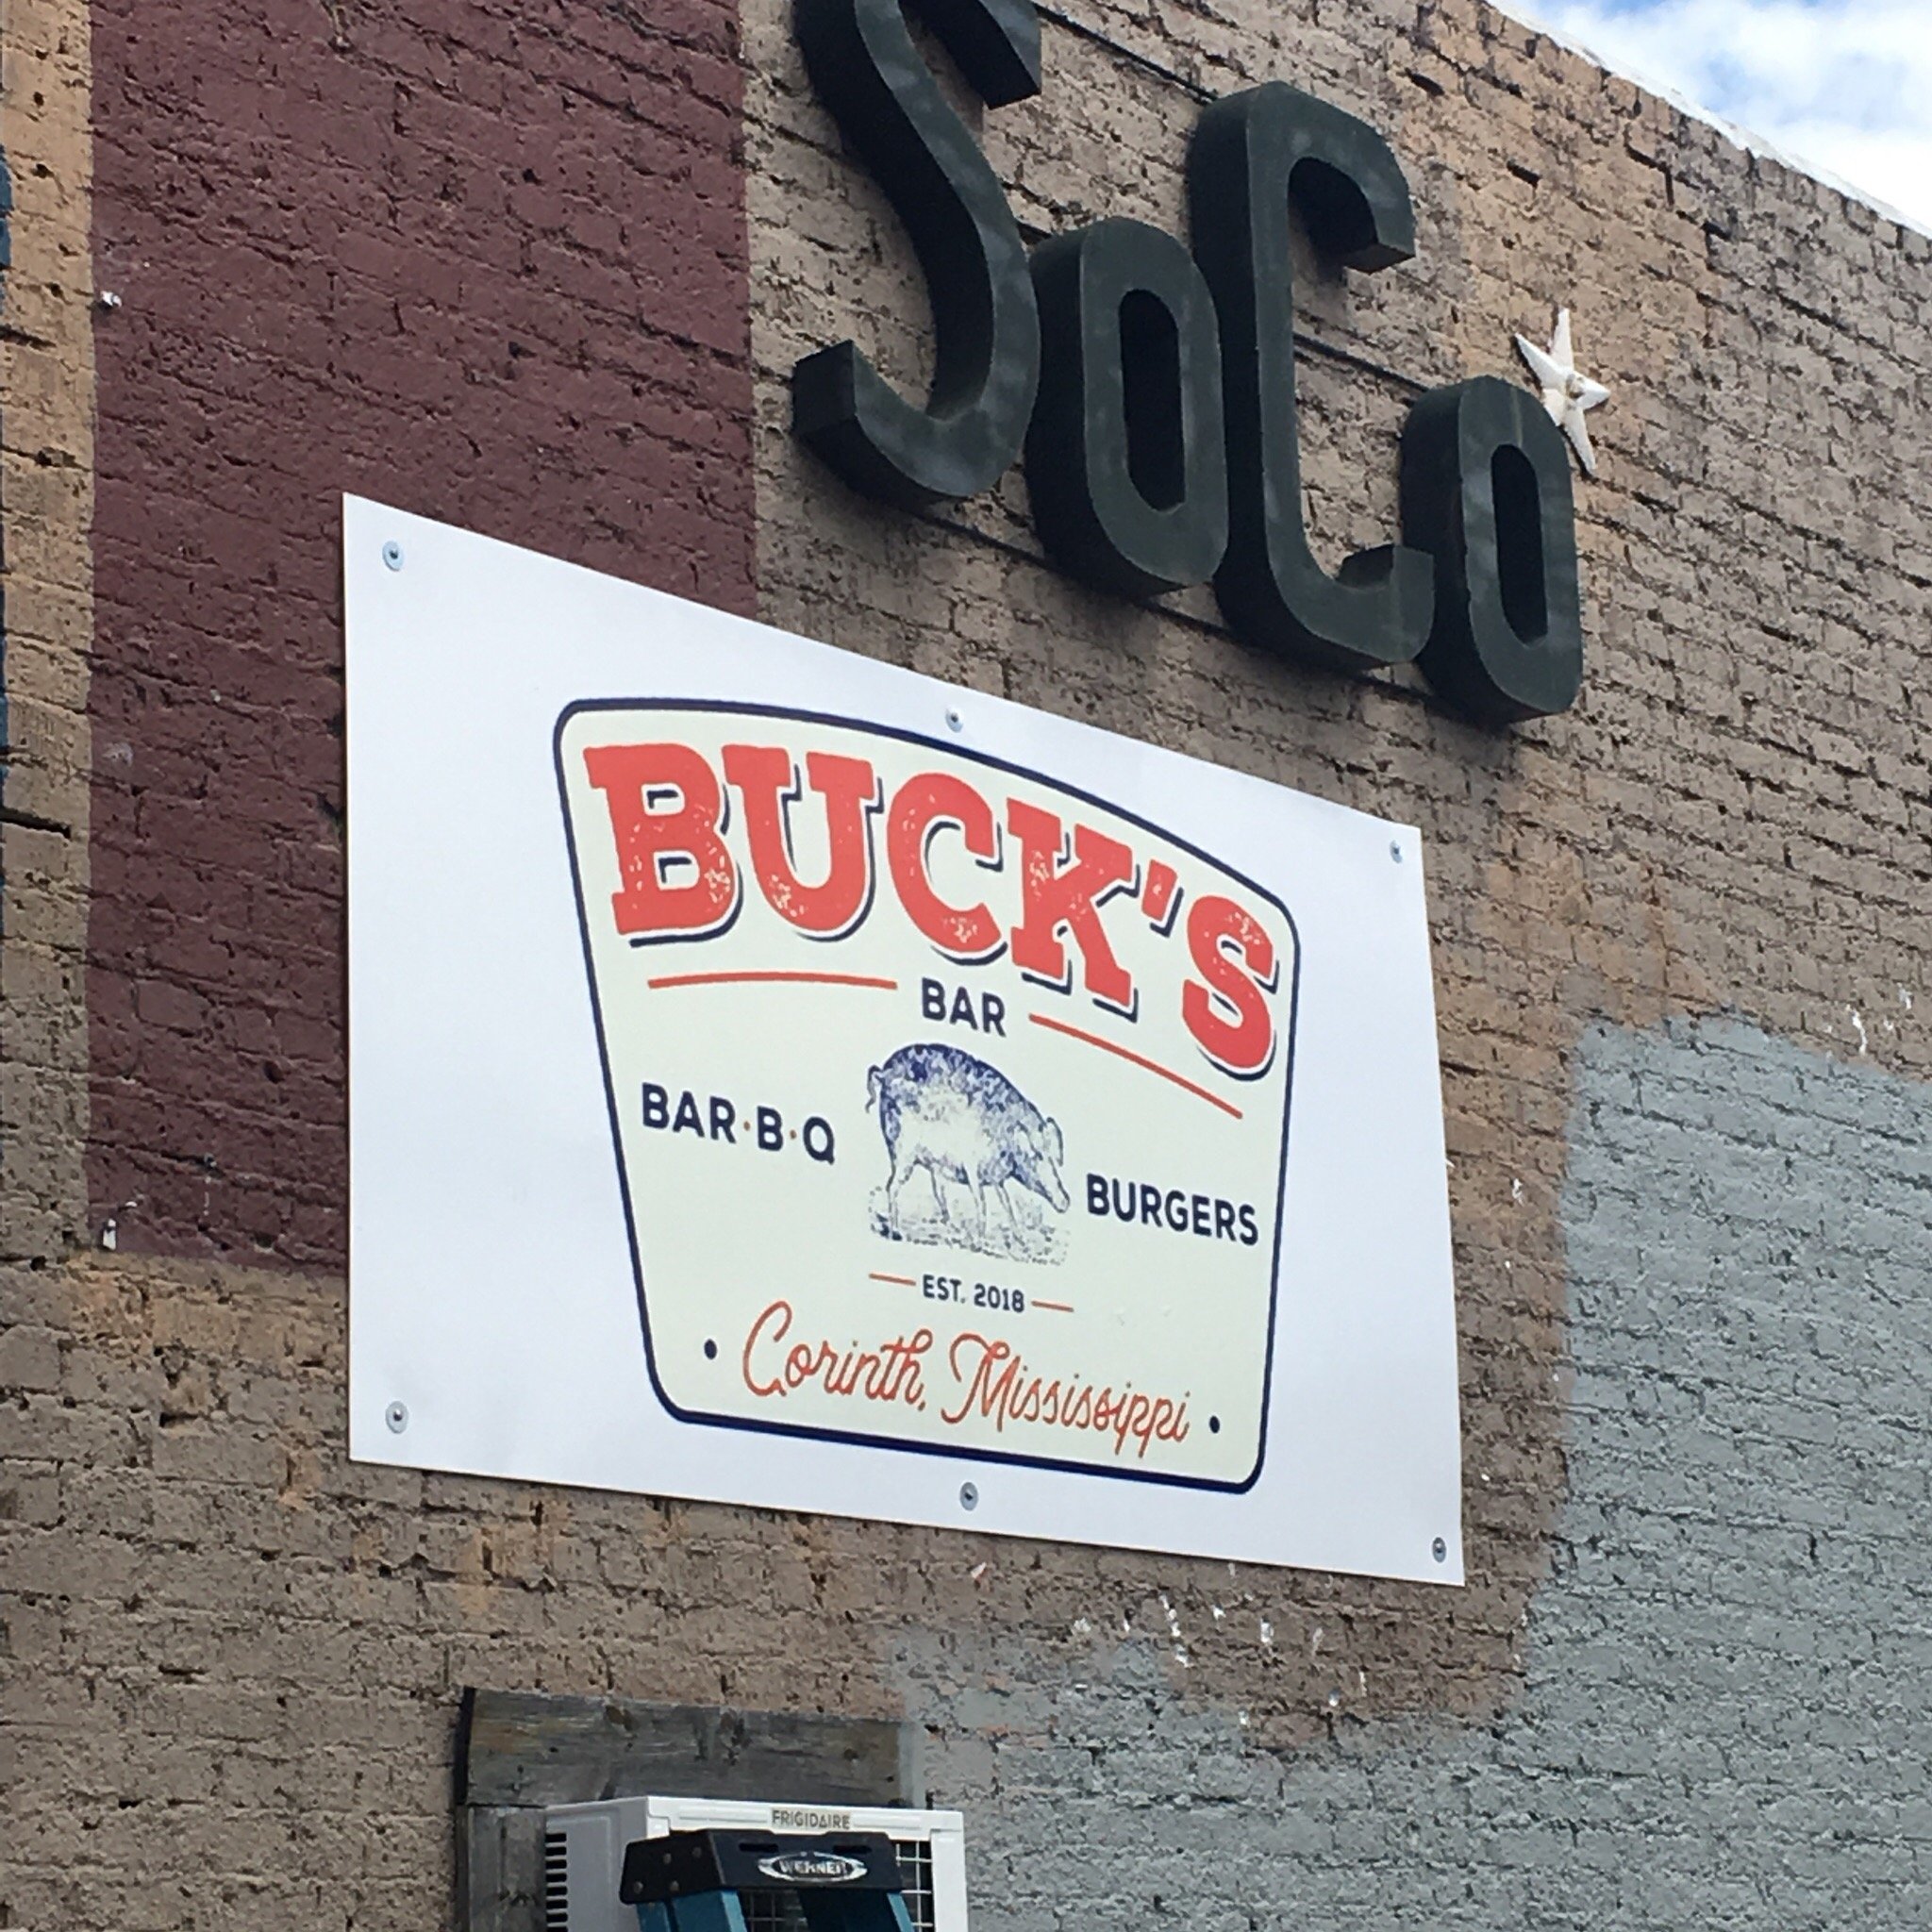 SoCo
BUCK'S
BAR
BAR·B·Q
BURGERS
EST. 2018
Corinth, Mississippi
FRIGIDAIRE
WERNER